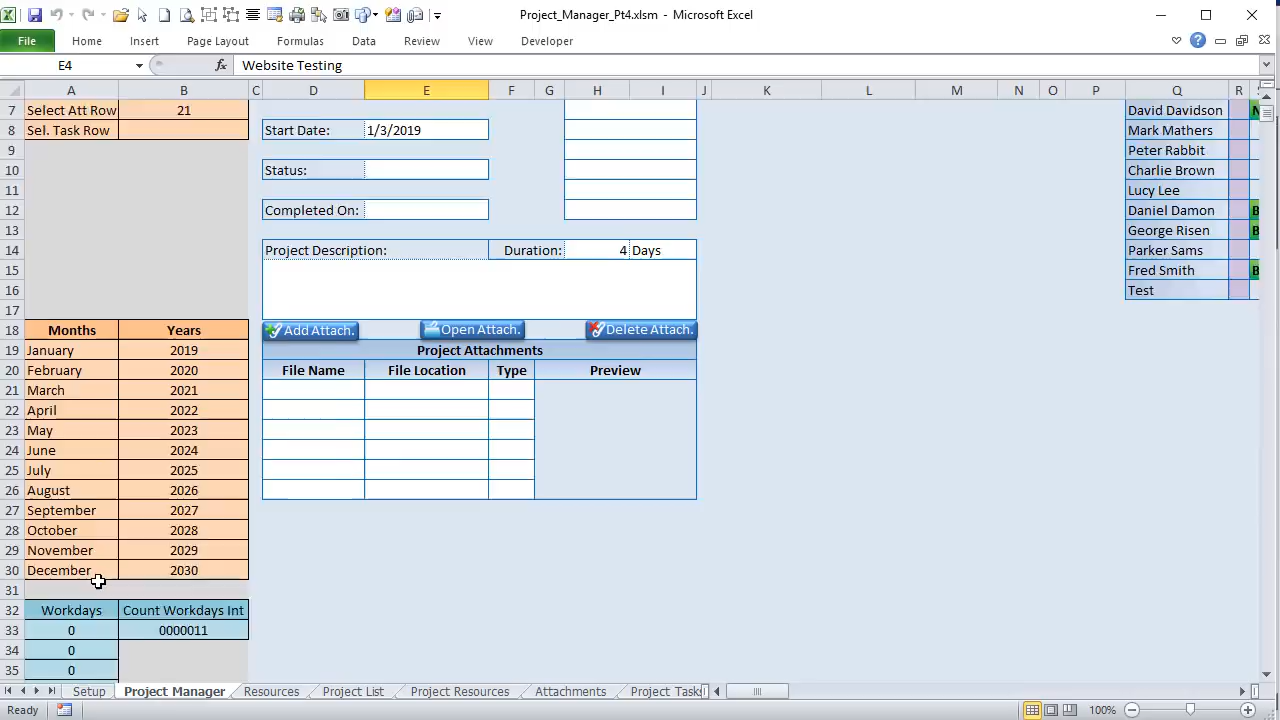 Project_Manager_Pt4.xlsm - Microsoft Excel
File Home Insert Page Layout Formulas Data Review View Developer
E4 fx Website Testing
A B C D E F G H I J K L M N O P Q R
7 Select Att Row 21 David Davidson
8 Sel. Task Row Start Date: 1/3/2019 Mark Mathers
9 Peter Rabbit
10 Status: Charlie Brown
11 Lucy Lee
12 Completed On: Daniel Damon
13 George Risen
14 Project Description: Duration: 4 Days Parker Sams
15 Fred Smith
16 Test
17
18 Months Years Add Attach. Open Attach. Delete Attach.
19 January 2019 Project Attachments
20 February 2020 File Name File Location Type Preview
21 March 2021
22 April 2022
23 May 2023
24 June 2024
25 July 2025
26 August 2026
27 September 2027
28 October 2028
29 November 2029
30 December 2030
31
32 Workdays Count Workdays Int
33 0 0000011
34 0
35 0
Setup Project Manager Resources Project List Project Resources Attachments Project Tasks
Ready 100%